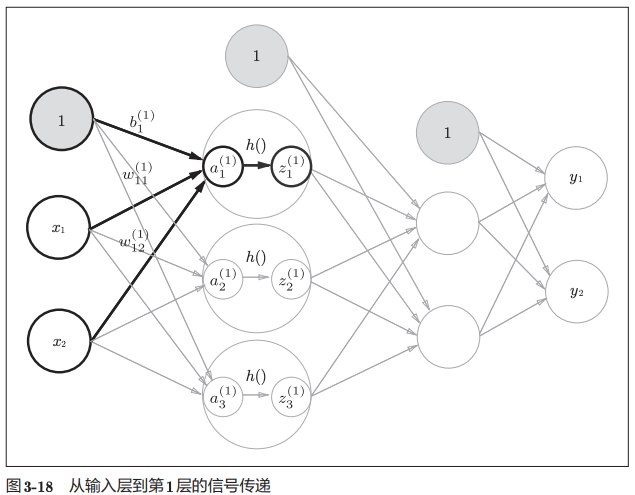 1
1
1
b₁⁽¹⁾
w₁₁⁽¹⁾
w₁₂⁽¹⁾
x₁
x₂
h()
a₁⁽¹⁾ z₁⁽¹⁾
h()
a₂⁽¹⁾ z₂⁽¹⁾
h()
a₃⁽¹⁾ z₃⁽¹⁾
y₁
y₂
图3-18 从输入层到第1层的信号传递